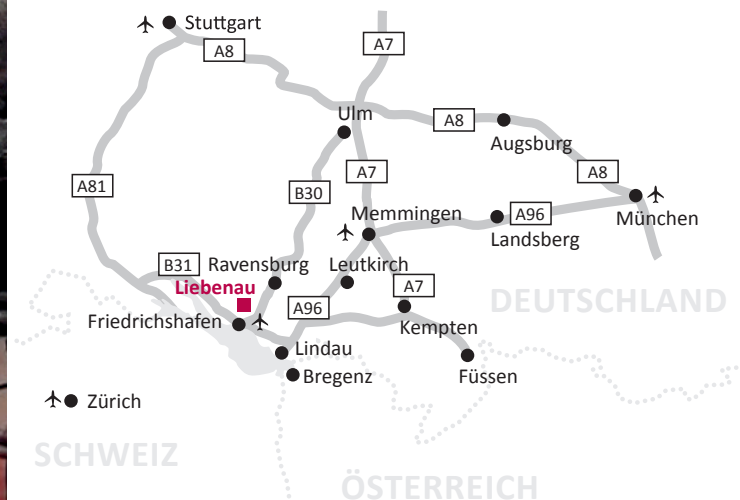 Stuttgart
A8
A7
Ulm
A8
Augsburg
A7
A8
A81
B30
Memmingen
A96
München
Landsberg
B31
Ravensburg
Leutkirch
Liebenau
A7
DEUTSCHLAND
A96
Friedrichshafen
Kempten
Lindau
Bregenz
Füssen
Zürich
SCHWEIZ
ÖSTERREICH